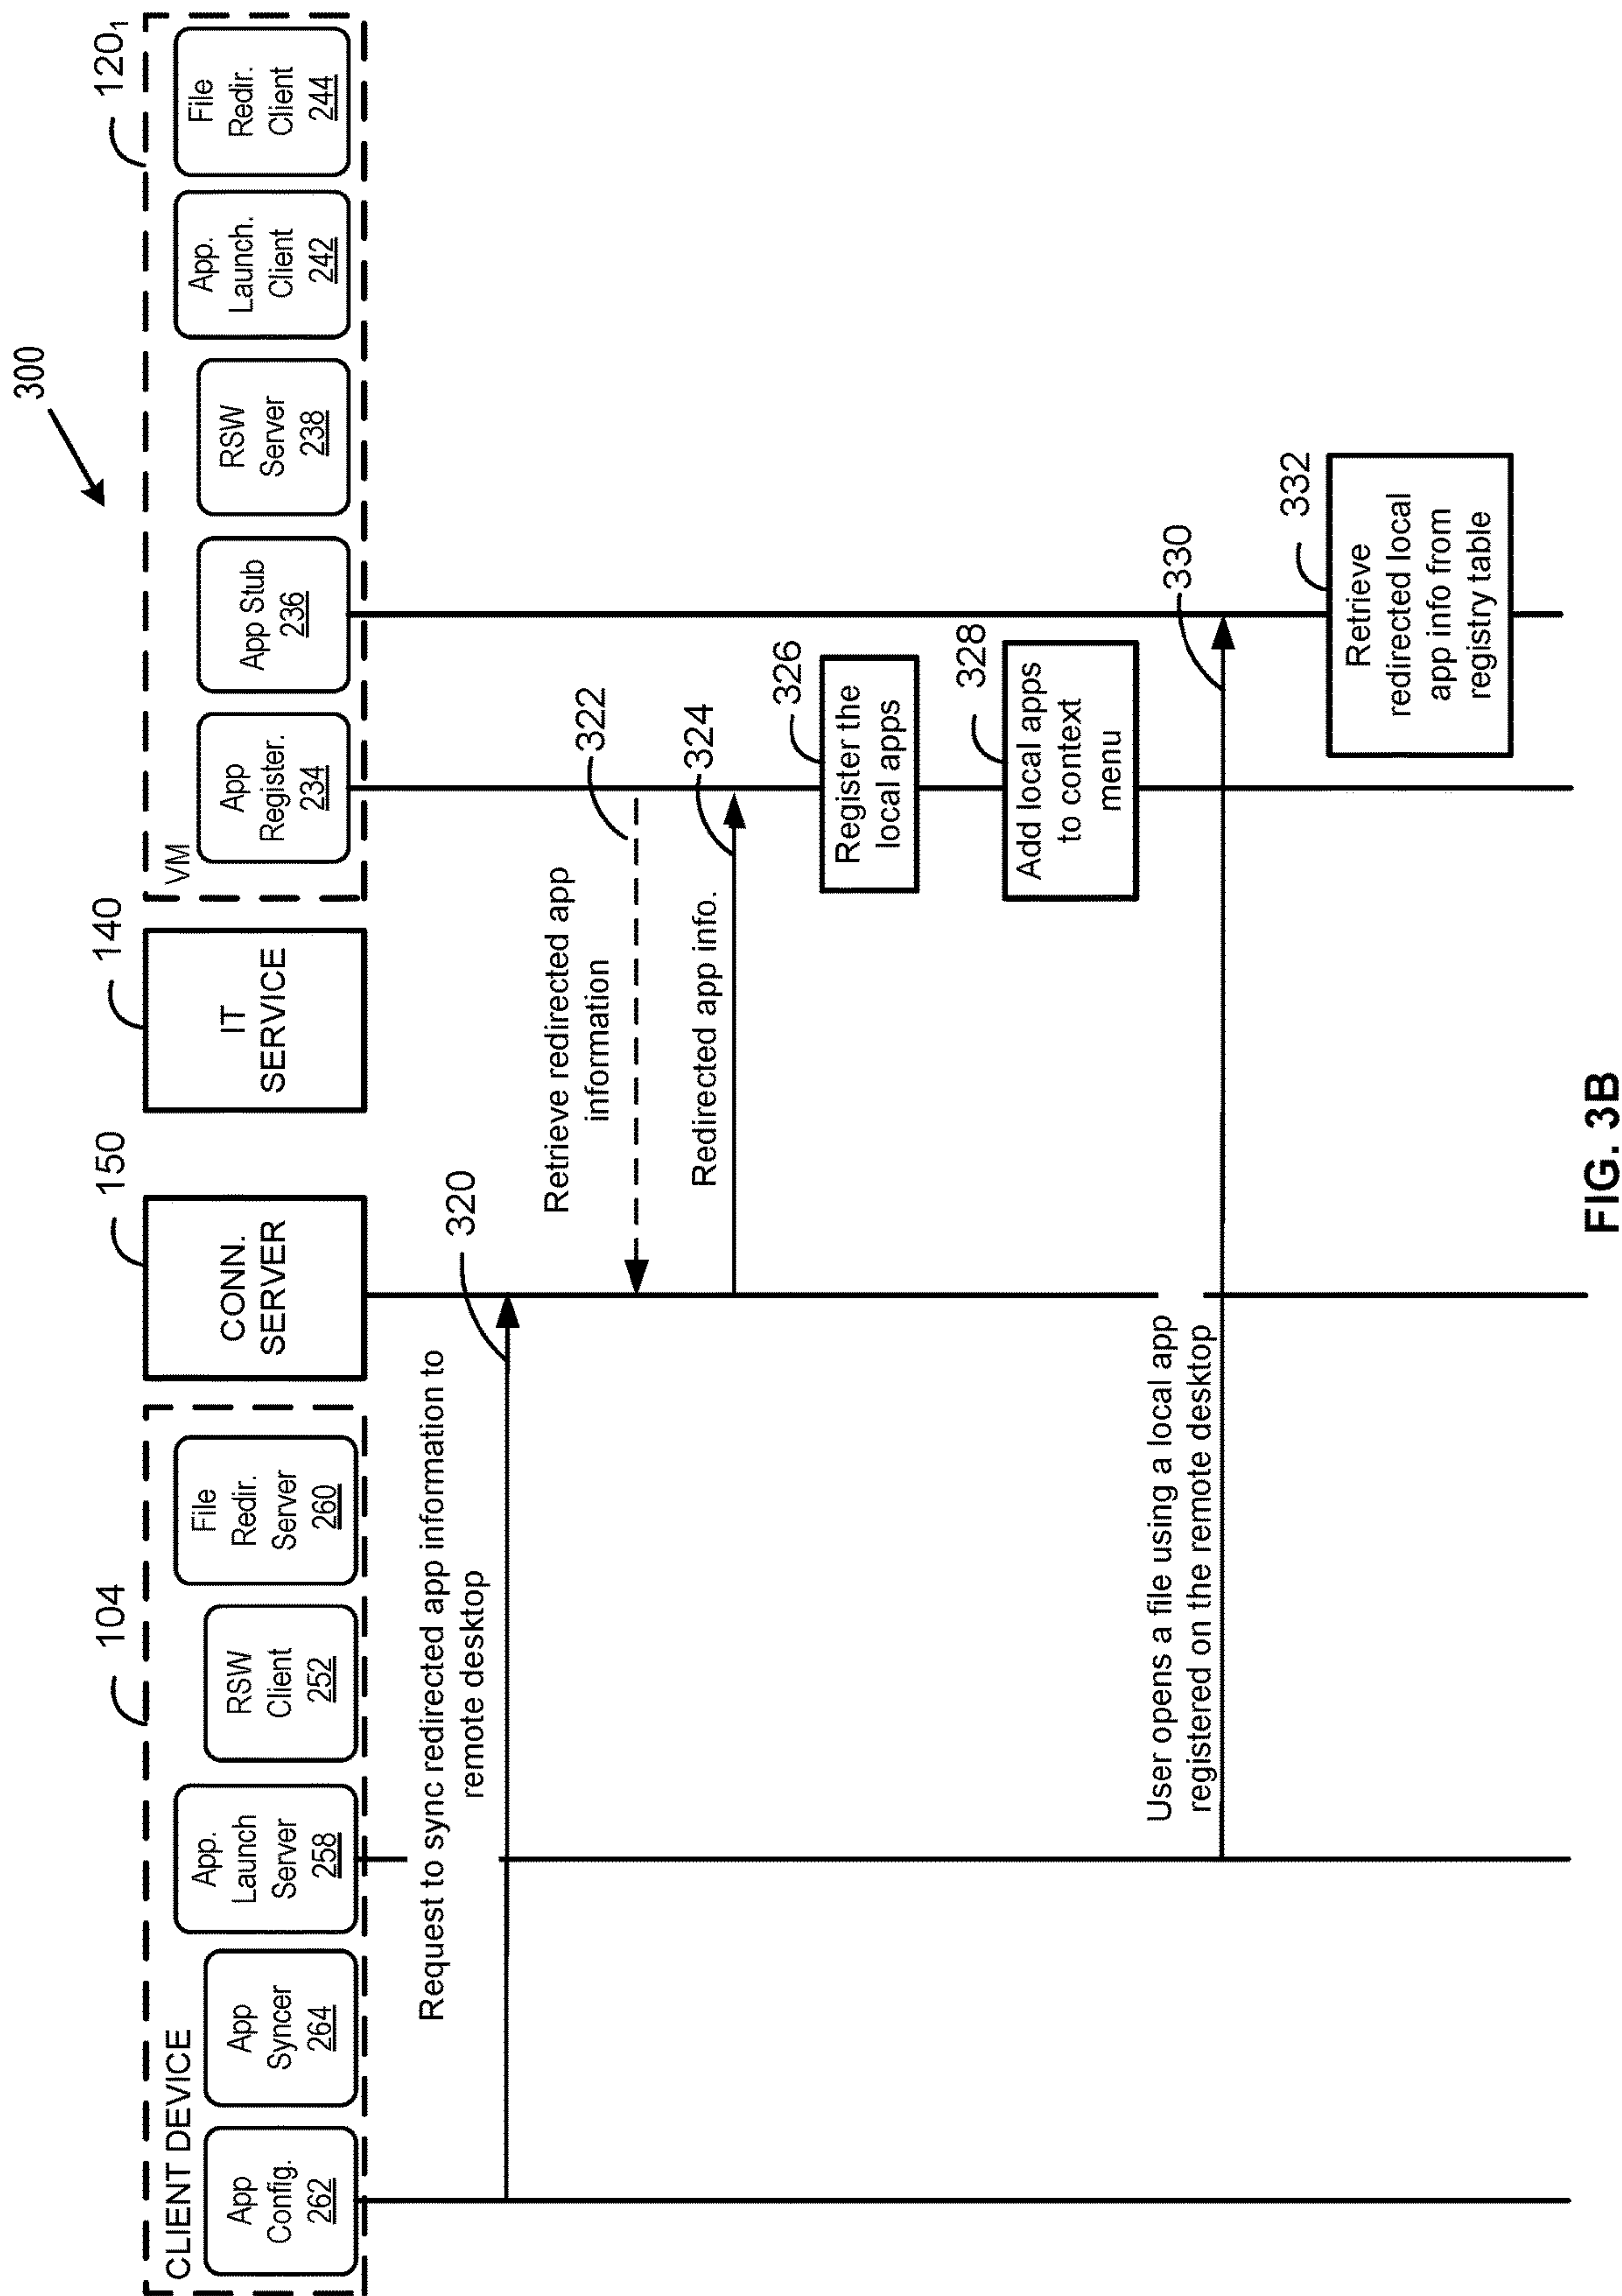 300
CLIENT DEVICE
104
App
Config.
262
App
Syncer
264
App.
Launch
Server
258
RSW
Client
252
File
Redir.
Server
260
150
CONN.
SERVER
140
IT
SERVICE
120₁
VM
App
Register.
234
App Stub
236
RSW
Server
238
App.
Launch.
Client
242
File
Redir.
Client
244
Request to sync redirected app information to
remote desktop
320
Retrieve redirected app
information
322
Redirected app info.
324
326
Register the
local apps
328
Add local apps
to context
menu
User opens a file using a local app
registered on the remote desktop
330
332
Retrieve
redirected local
app info from
registry table
FIG. 3B